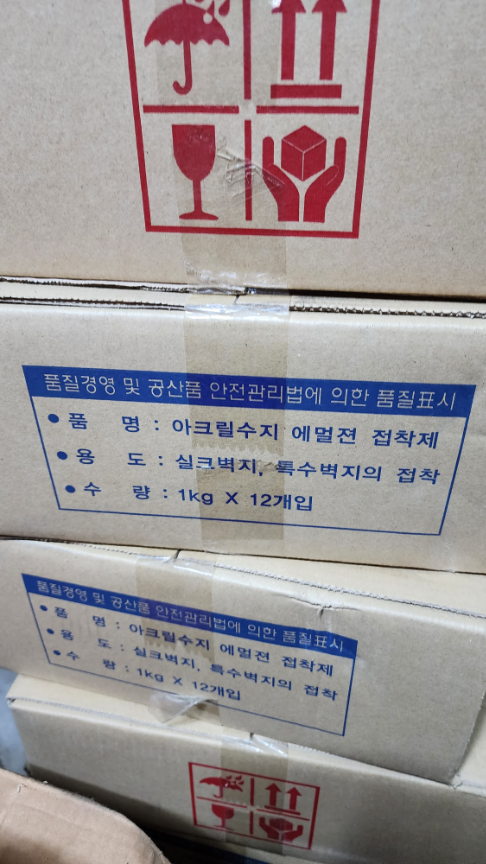 품질경영 및 공산품 안전관리법에 의한 품질표시
● 품 명 : 아크릴수지 에멀젼 접착제
● 용 도 : 실크벽지, 특수벽지의 접착
● 수 량 : 1kg X 12개입
품질경영 및 공산품 안전관리법에 의한 품질표시
● 품 명 : 아크릴수지 에멀젼 접착제
● 용 도 : 실크벽지, 특수벽지의 접착
● 수 량 : 1kg X 12개입